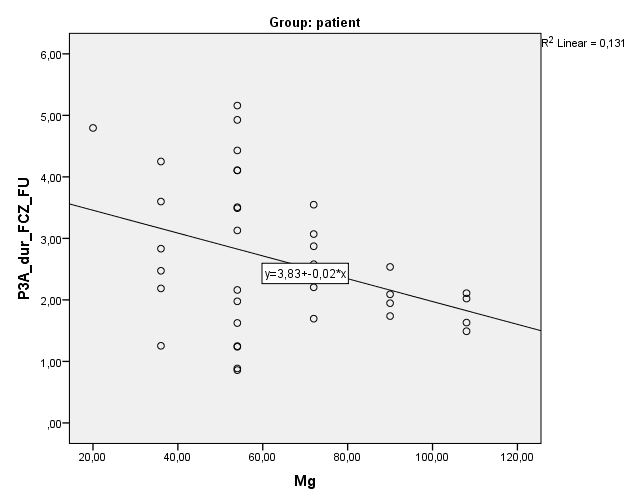 Group: patient
R² Linear = 0,131
6,00
5,00
4,00
3,00
2,00
1,00
,00
P3A_dur_FCZ_FU
y=3,83+-0,02*x
20,00 40,00 60,00 80,00 100,00 120,00
Mg